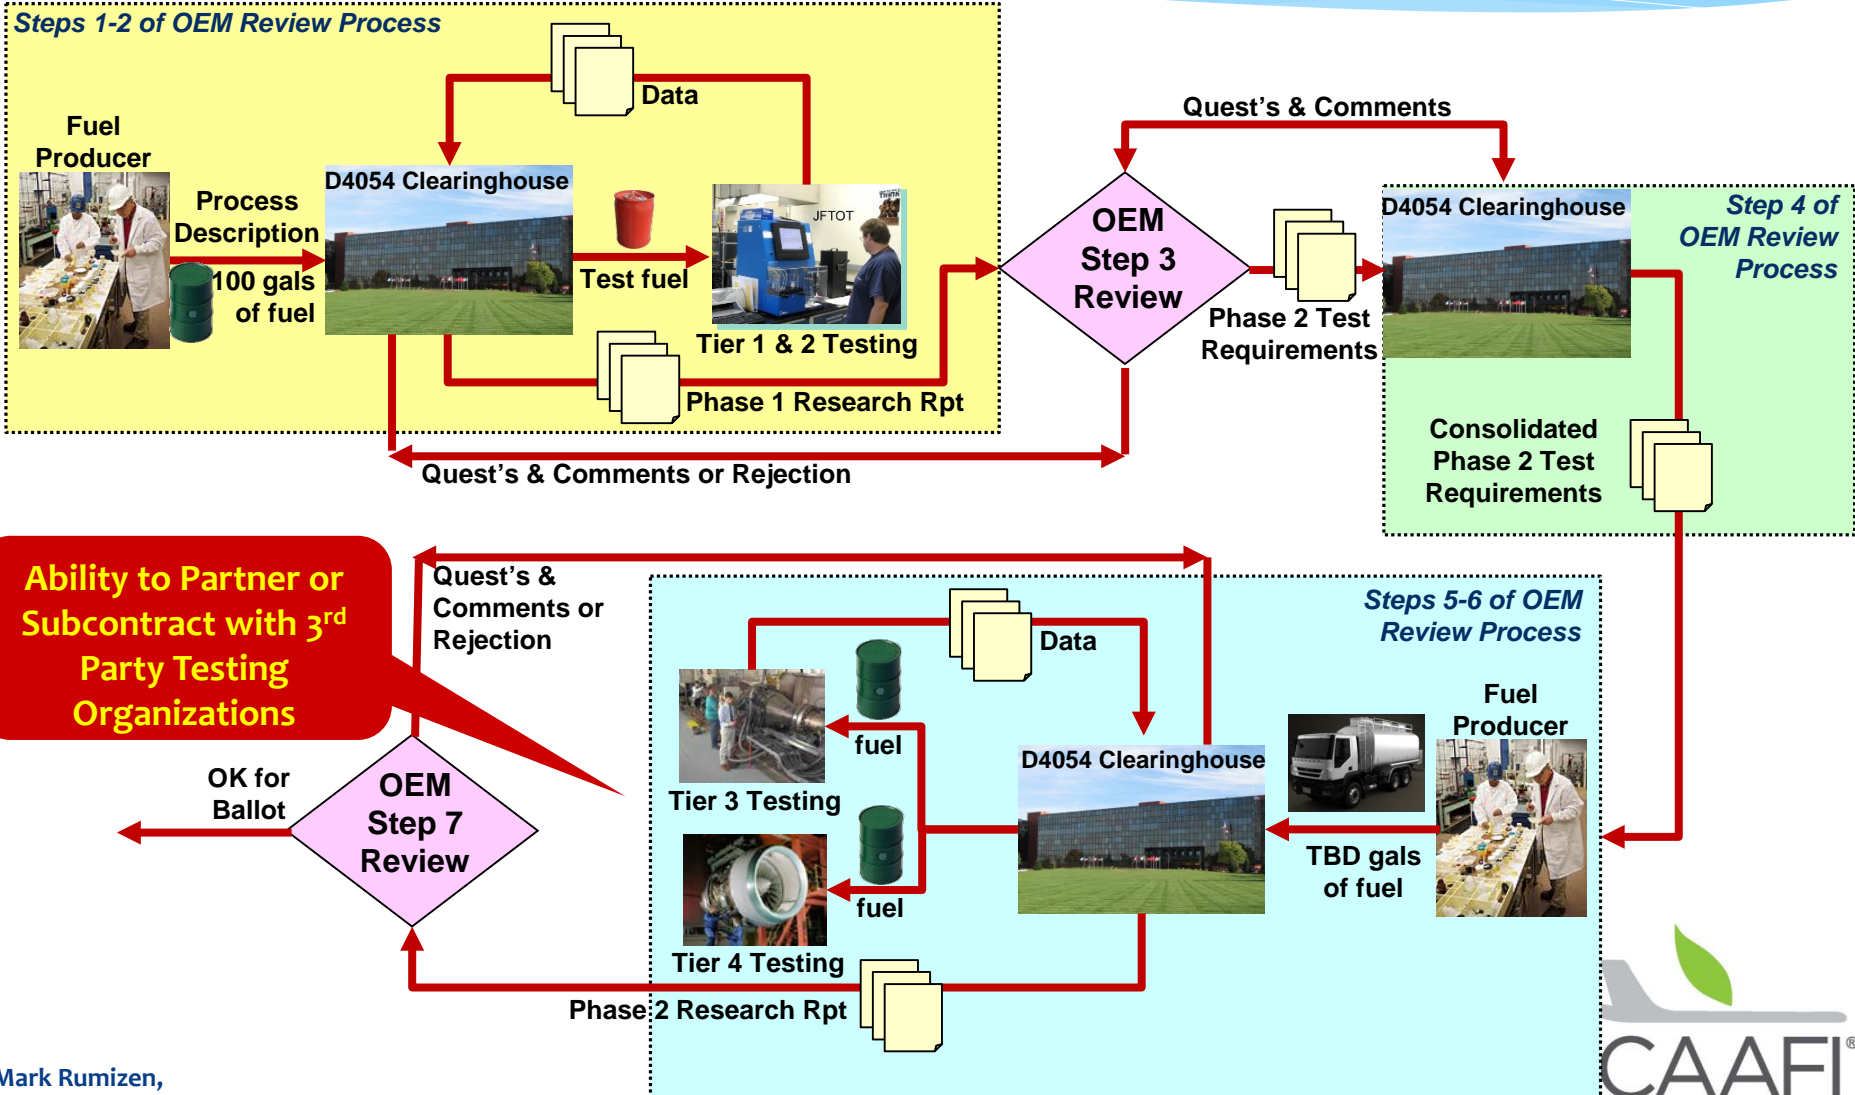 Steps 1-2 of OEM Review Process
Data
Fuel
Producer
Process
Description
100 gals
of fuel
D4054 Clearinghouse
Test fuel
JFTOT
Tier 1 & 2 Testing
Phase 1 Research Rpt
Quest's & Comments or Rejection
Quest's & Comments
OEM
Step 3
Review
Phase 2 Test
Requirements
D4054 Clearinghouse
Step 4 of
OEM Review
Process
Consolidated
Phase 2 Test
Requirements
Ability to Partner or
Subcontract with 3rd
Party Testing
Organizations
Quest's &
Comments or
Rejection
Steps 5-6 of OEM
Review Process
Data
fuel
Tier 3 Testing
fuel
Tier 4 Testing
D4054 Clearinghouse
Fuel
Producer
TBD gals
of fuel
OK for
Ballot
OEM
Step 7
Review
Phase 2 Research Rpt
Mark Rumizen,
CAAFI®